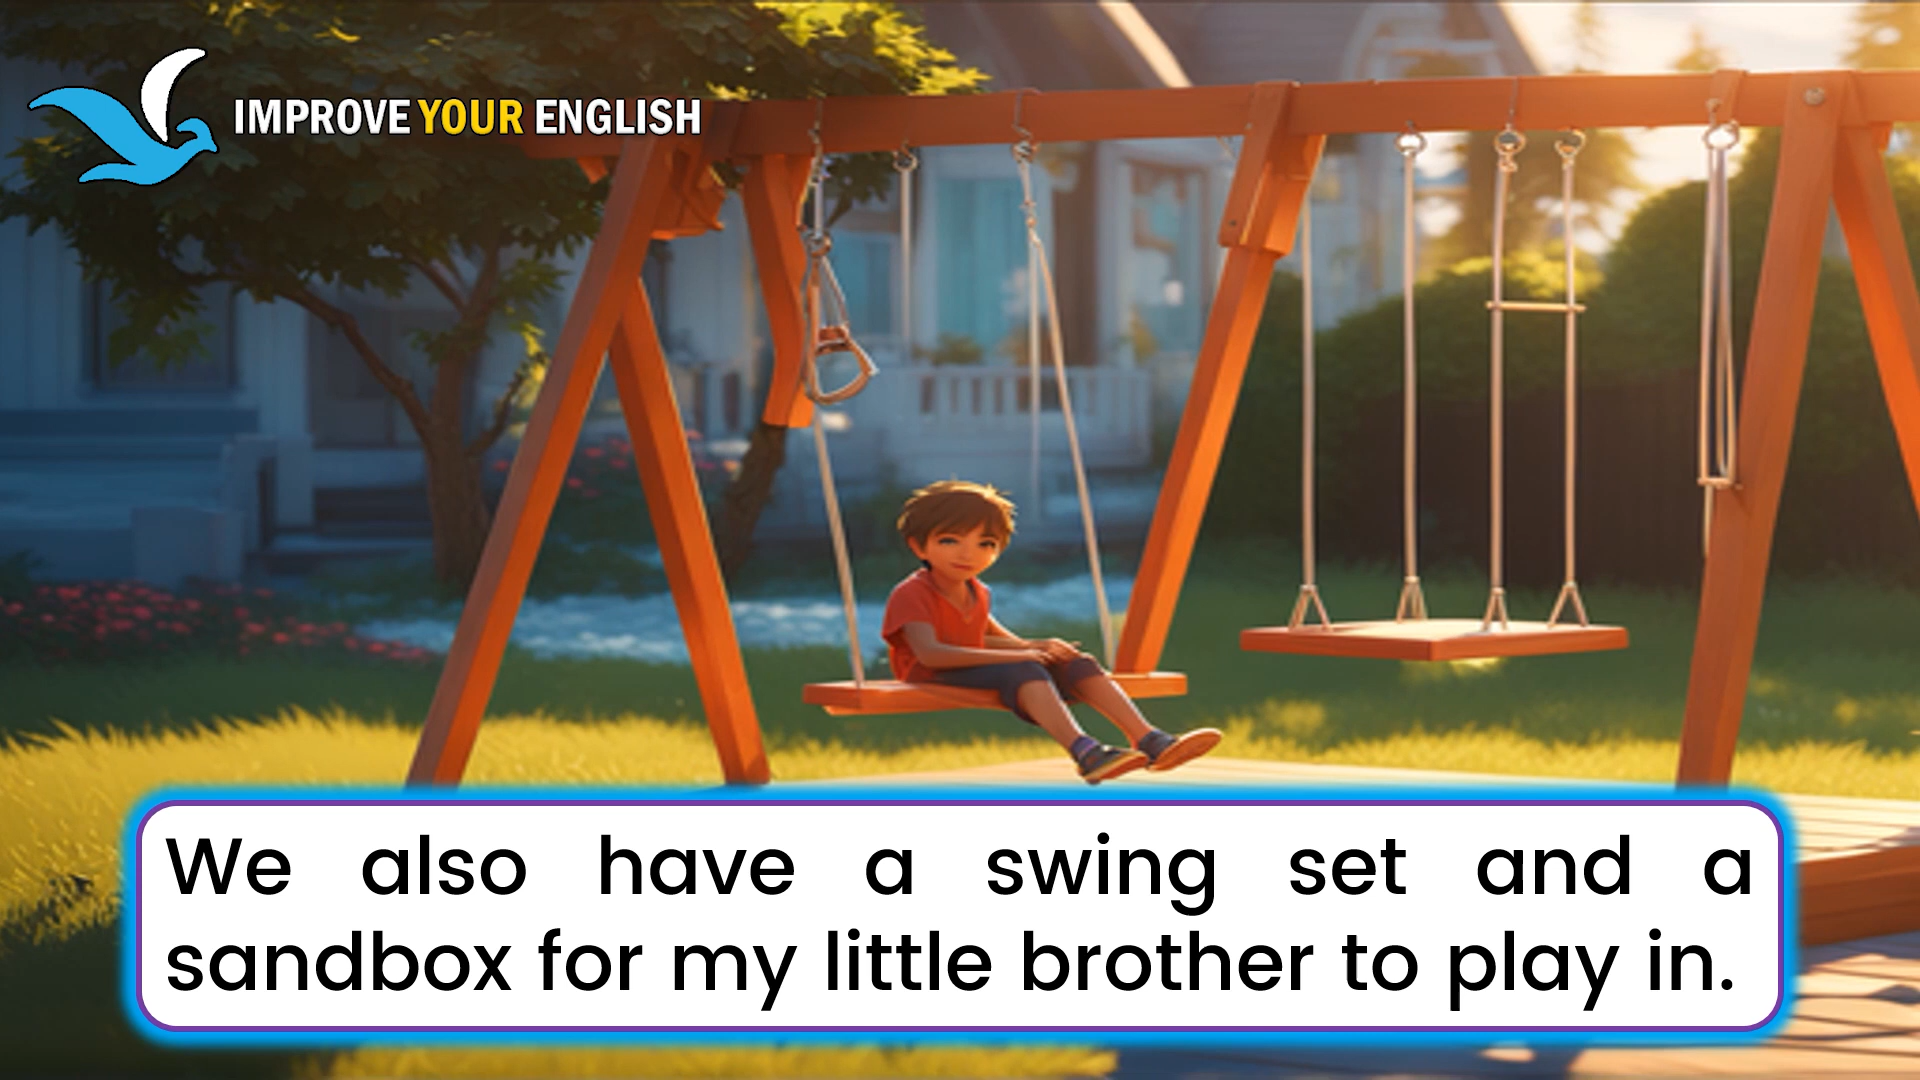 IMPROVE YOUR ENGLISH
We also have a swing set and a
sandbox for my little brother to play in.